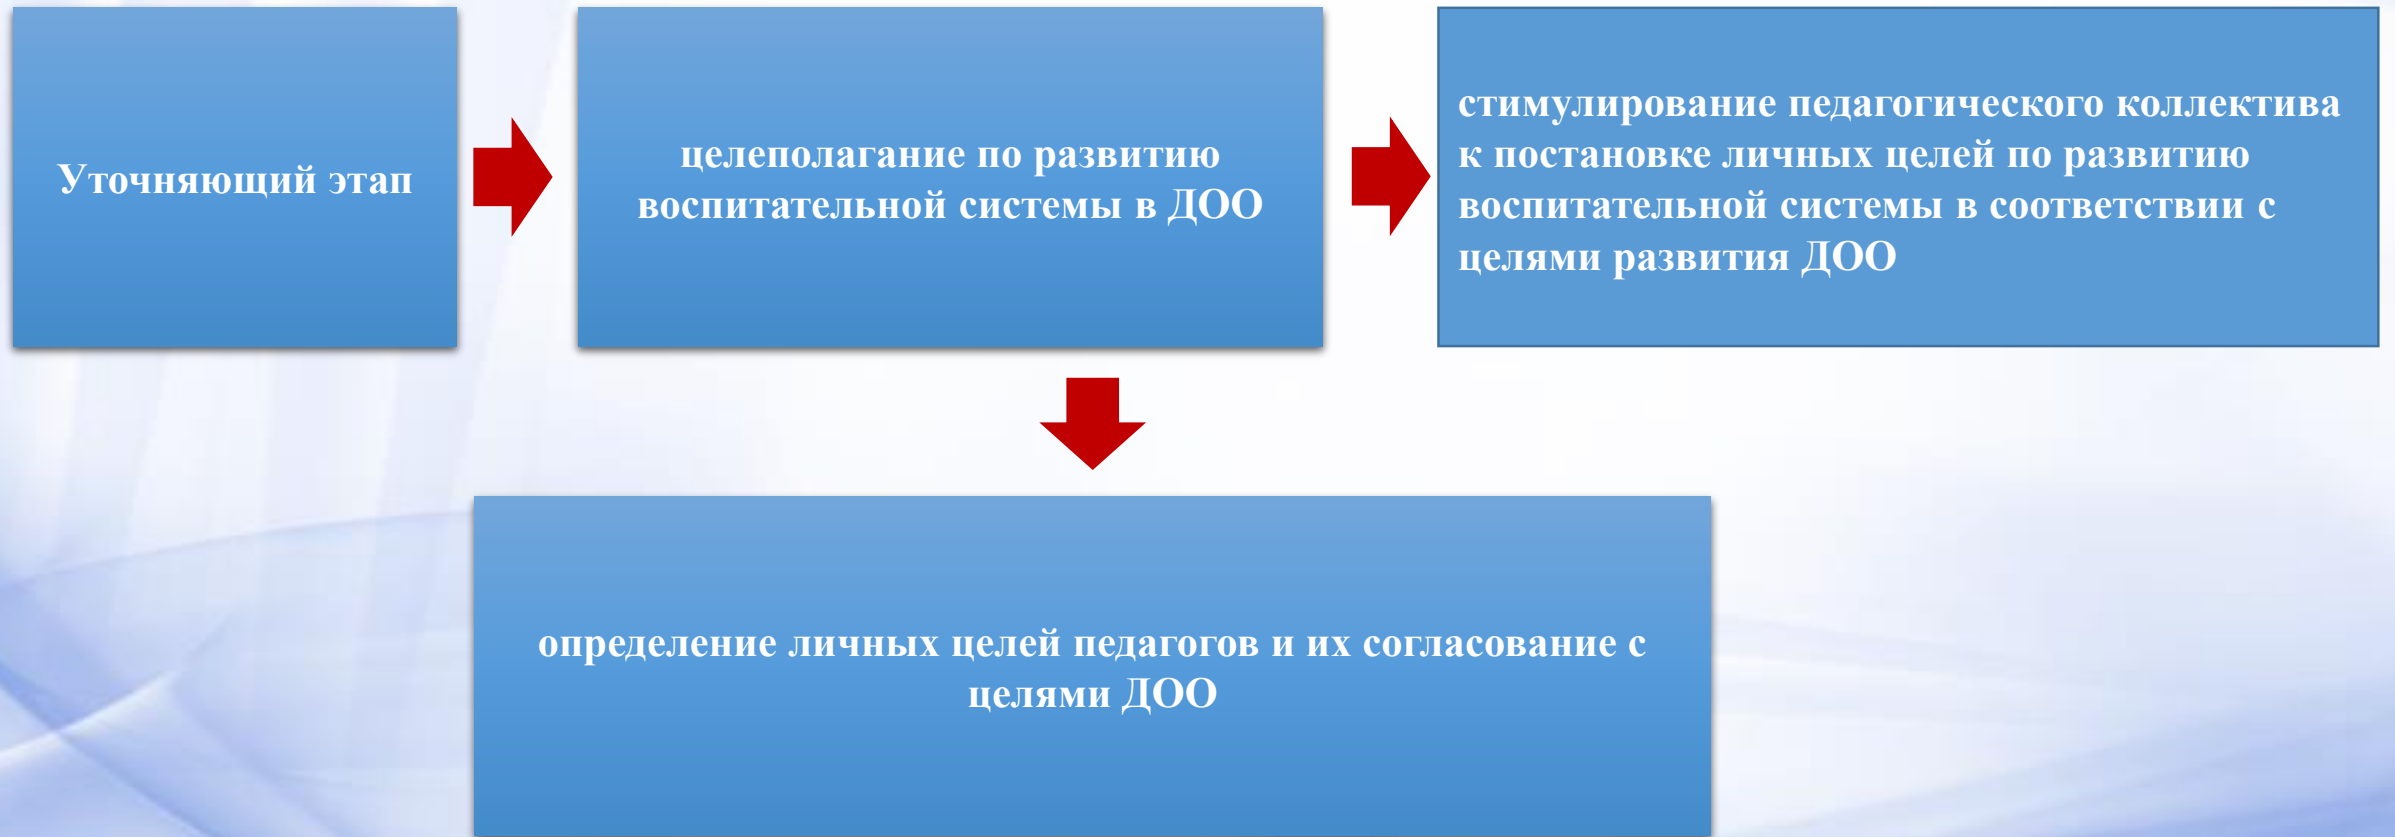 Уточняющий этап
целеполагание по развитию
воспитательной системы в ДОО
стимулирование педагогического коллектива
к постановке личных целей по развитию
воспитательной системы в соответствии с
целями развития ДОО
определение личных целей педагогов и их согласование с
целями ДОО